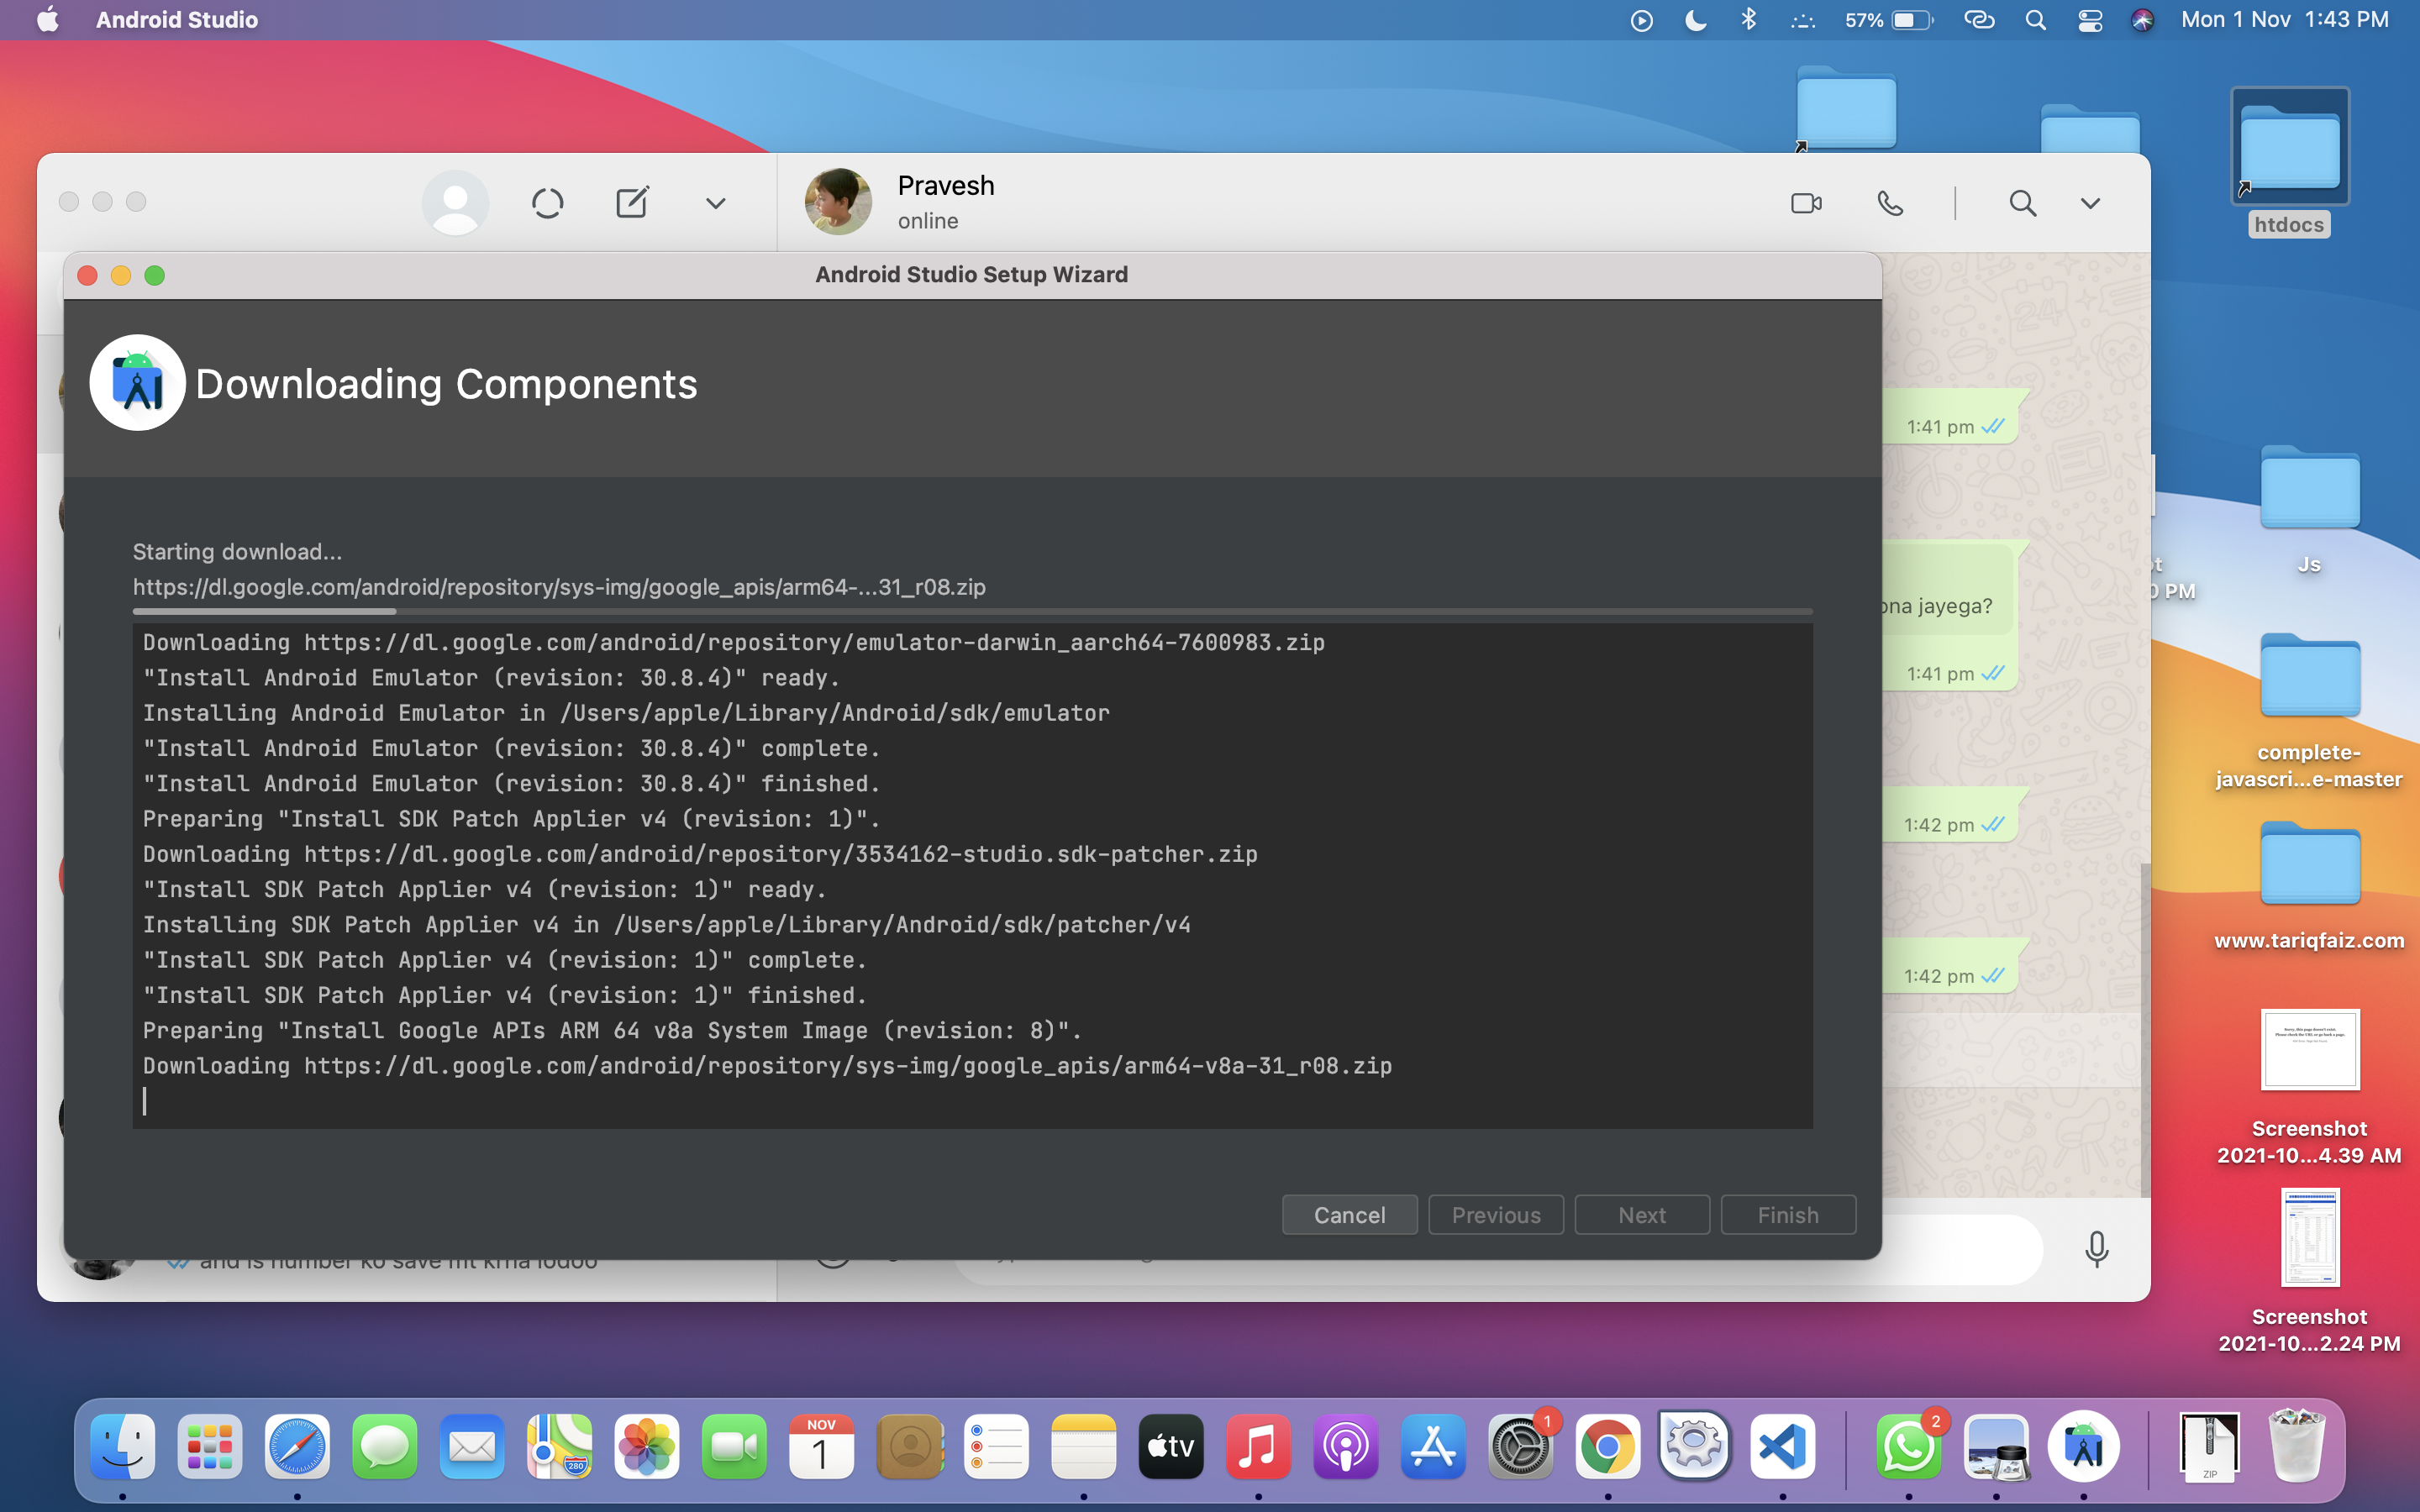 Android Studio
57%
Mon 1 Nov 1:43 PM
Pravesh
online
htdocs
Android Studio Setup Wizard
Downloading Components
Starting download...
https://dl.google.com/android/repository/sys-img/google_apis/arm64-...31_r08.zip
Downloading https://dl.google.com/android/repository/emulator-darwin_aarch64-7600983.zip
"Install Android Emulator (revision: 30.8.4)" ready.
Installing Android Emulator in /Users/apple/Library/Android/sdk/emulator
"Install Android Emulator (revision: 30.8.4)" complete.
"Install Android Emulator (revision: 30.8.4)" finished.
Preparing "Install SDK Patch Applier v4 (revision: 1)".
Downloading https://dl.google.com/android/repository/3534162-studio.sdk-patcher.zip
"Install SDK Patch Applier v4 (revision: 1)" ready.
Installing SDK Patch Applier v4 in /Users/apple/Library/Android/sdk/patcher/v4
"Install SDK Patch Applier v4 (revision: 1)" complete.
"Install SDK Patch Applier v4 (revision: 1)" finished.
Preparing "Install Google APIs ARM 64 v8a System Image (revision: 8)".
Downloading https://dl.google.com/android/repository/sys-img/google_apis/arm64-v8a-31_r08.zip
Cancel
Previous
Next
Finish
1:41 pm
jayega?
1:41 pm
1:42 pm
1:42 pm
PM
and is number ko save mt krna
Js
complete-
javascri...e-master
www.tariqfaiz.com
Screenshot
2021-10...4.39 AM
Screenshot
2021-10...2.24 PM
280
NOV
1
tv
1
2
ZIP